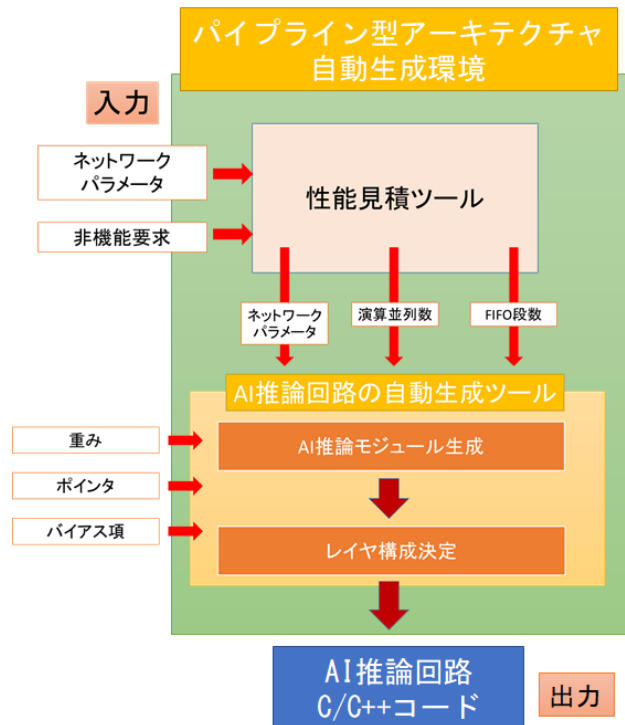 パイプライン型アーキテクチャ
自動生成環境
入力
ネットワーク
パラメータ
非機能要求
性能見積ツール
ネットワーク
パラメータ
演算並列数
FIFO段数
AI推論回路の自動生成ツール
重み
ポインタ
バイアス項
AI推論モジュール生成
レイヤ構成決定
AI推論回路
C/C++コード
出力